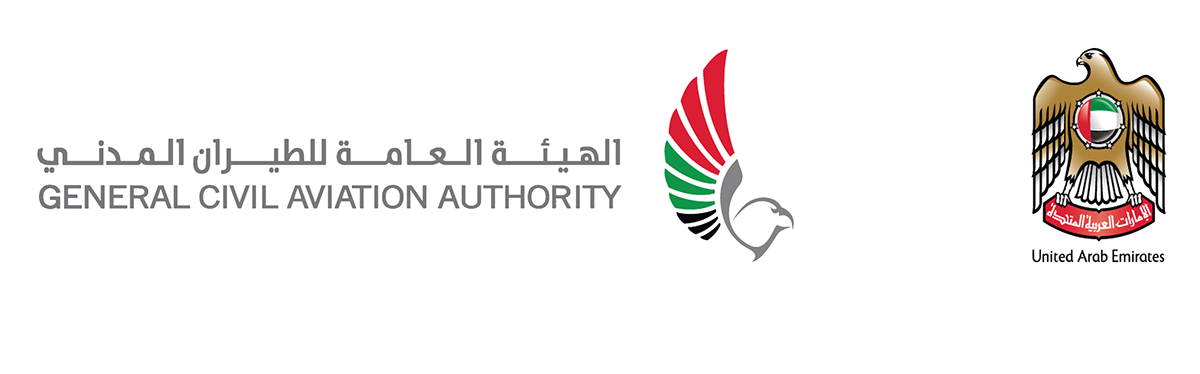 الهيئة العامة للطيران المدني
GENERAL CIVIL AVIATION AUTHORITY
الإمارات العربية المتحدة
United Arab Emirates